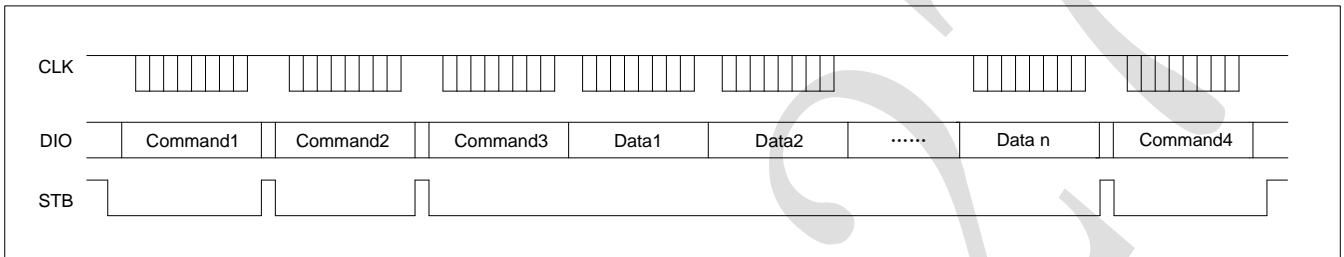 CLK
DIO Command1 Command2 Command3 Data1 Data2 ...... Data n Command4
STB